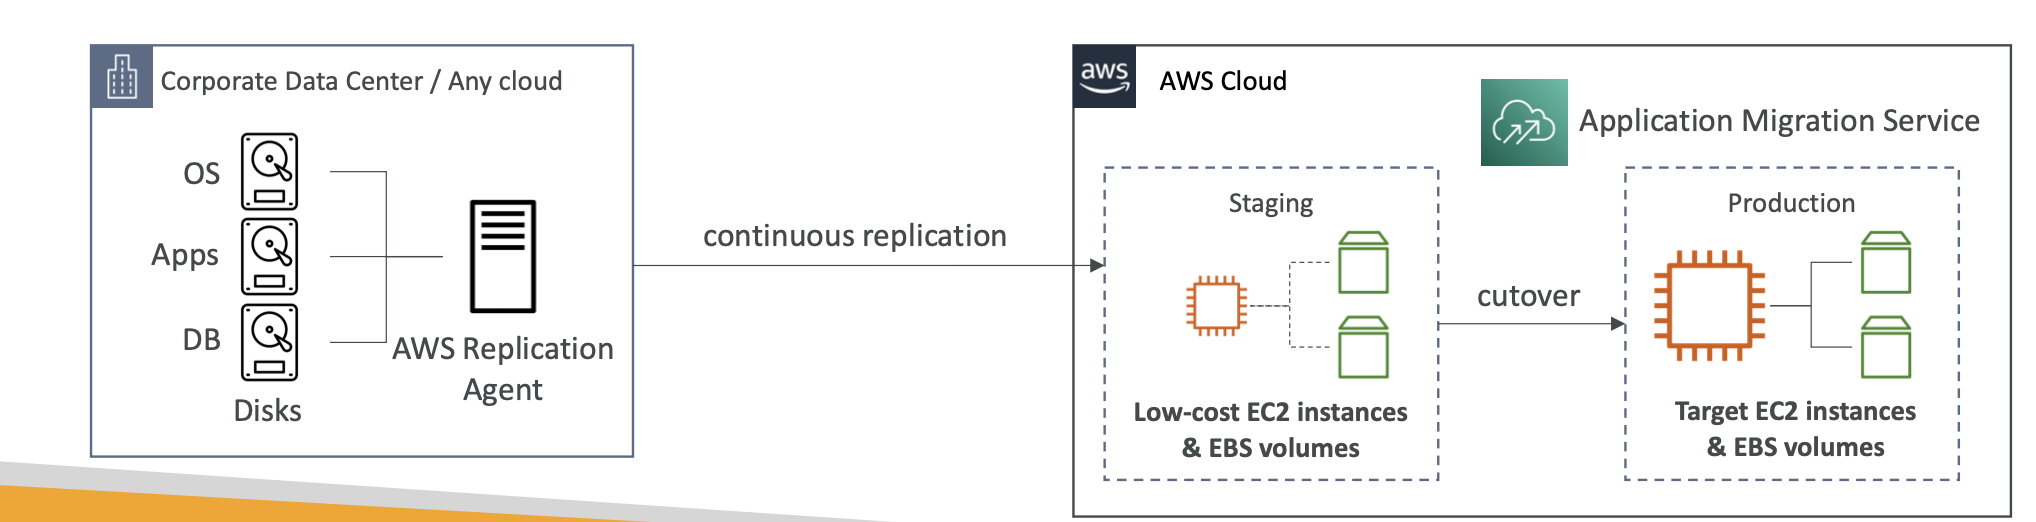 Corporate Data Center / Any cloud
OS
Apps
DB
Disks
AWS Replication
Agent
continuous replication
aws
AWS Cloud
Application Migration Service
Staging
Low-cost EC2 instances
& EBS volumes
cutover
Production
Target EC2 instances
& EBS volumes